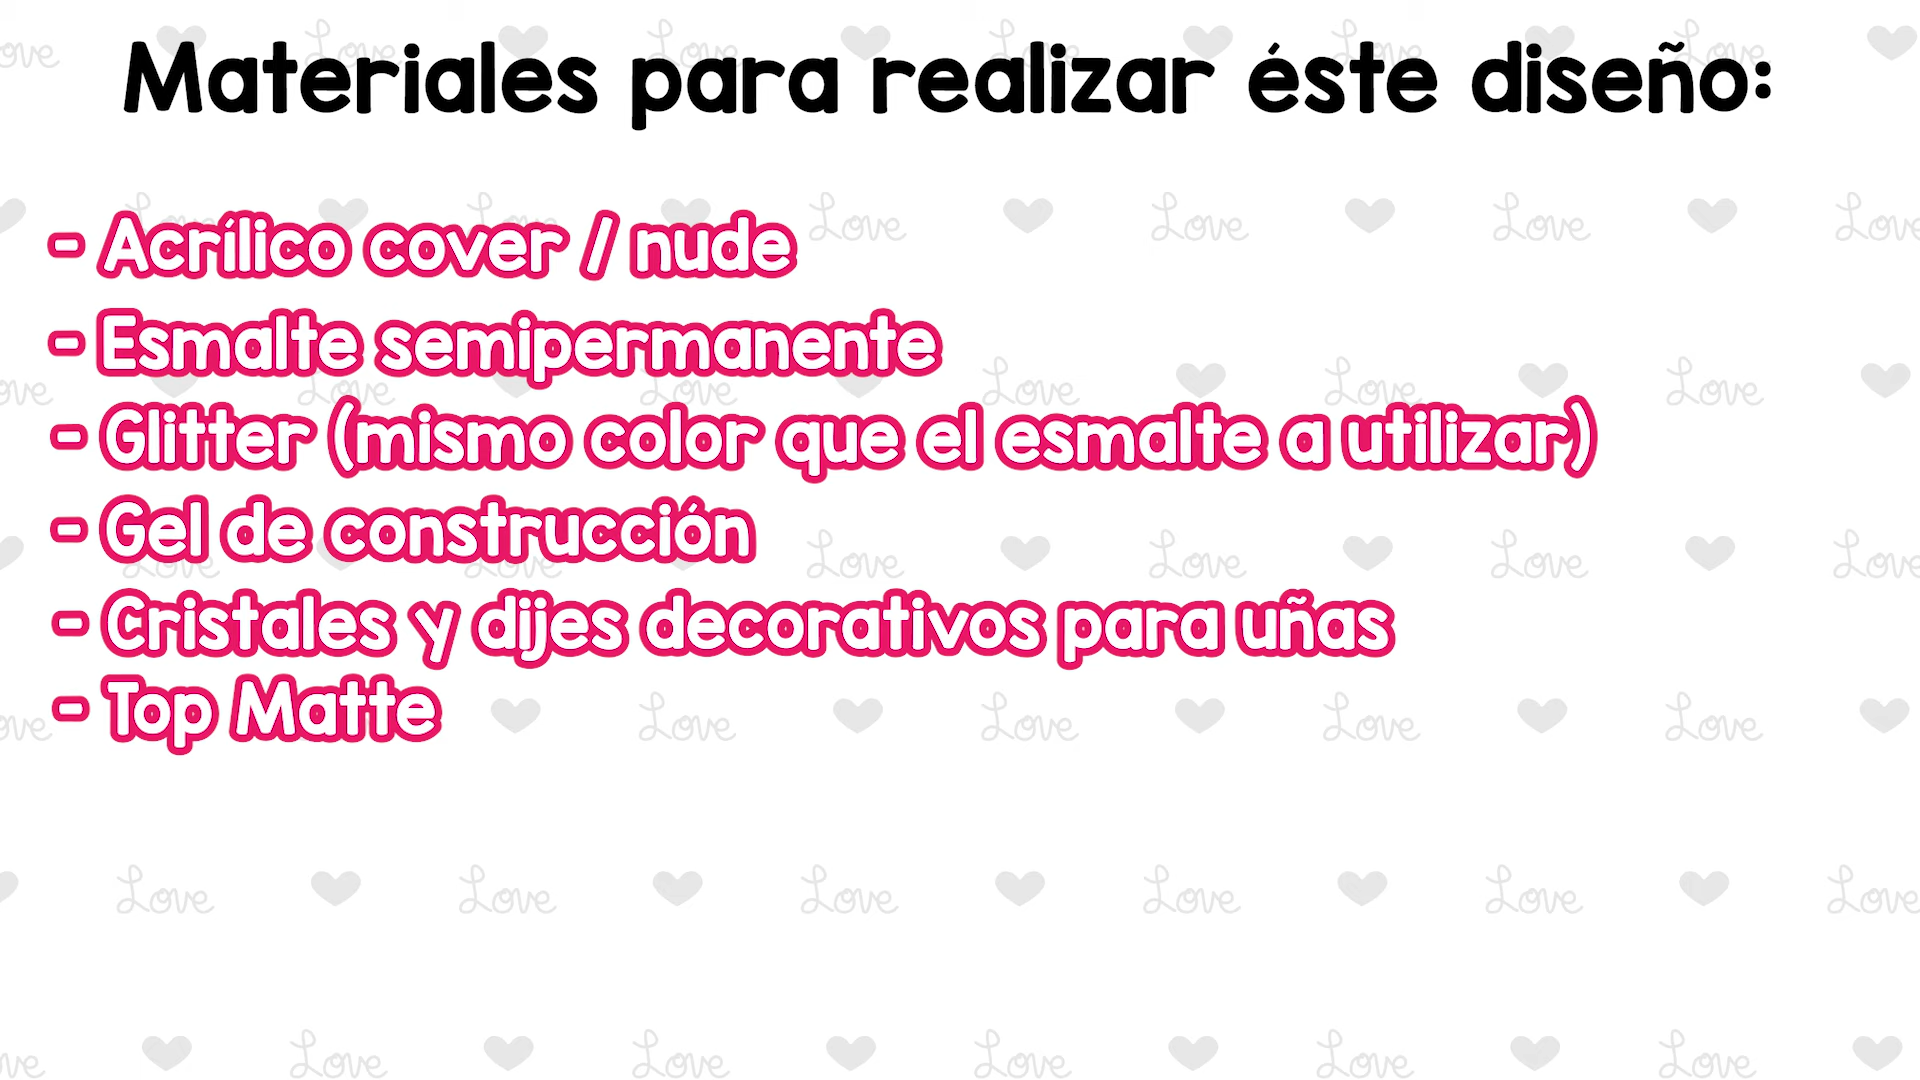 Materiales para realizar éste diseño:
- Acrílico cover / nude
- Esmalte semipermanente
- Glitter (mismo color que el esmalte a utilizar)
- Gel de construcción
- Cristales y dijes decorativos para uñas
- Top Matte
Love